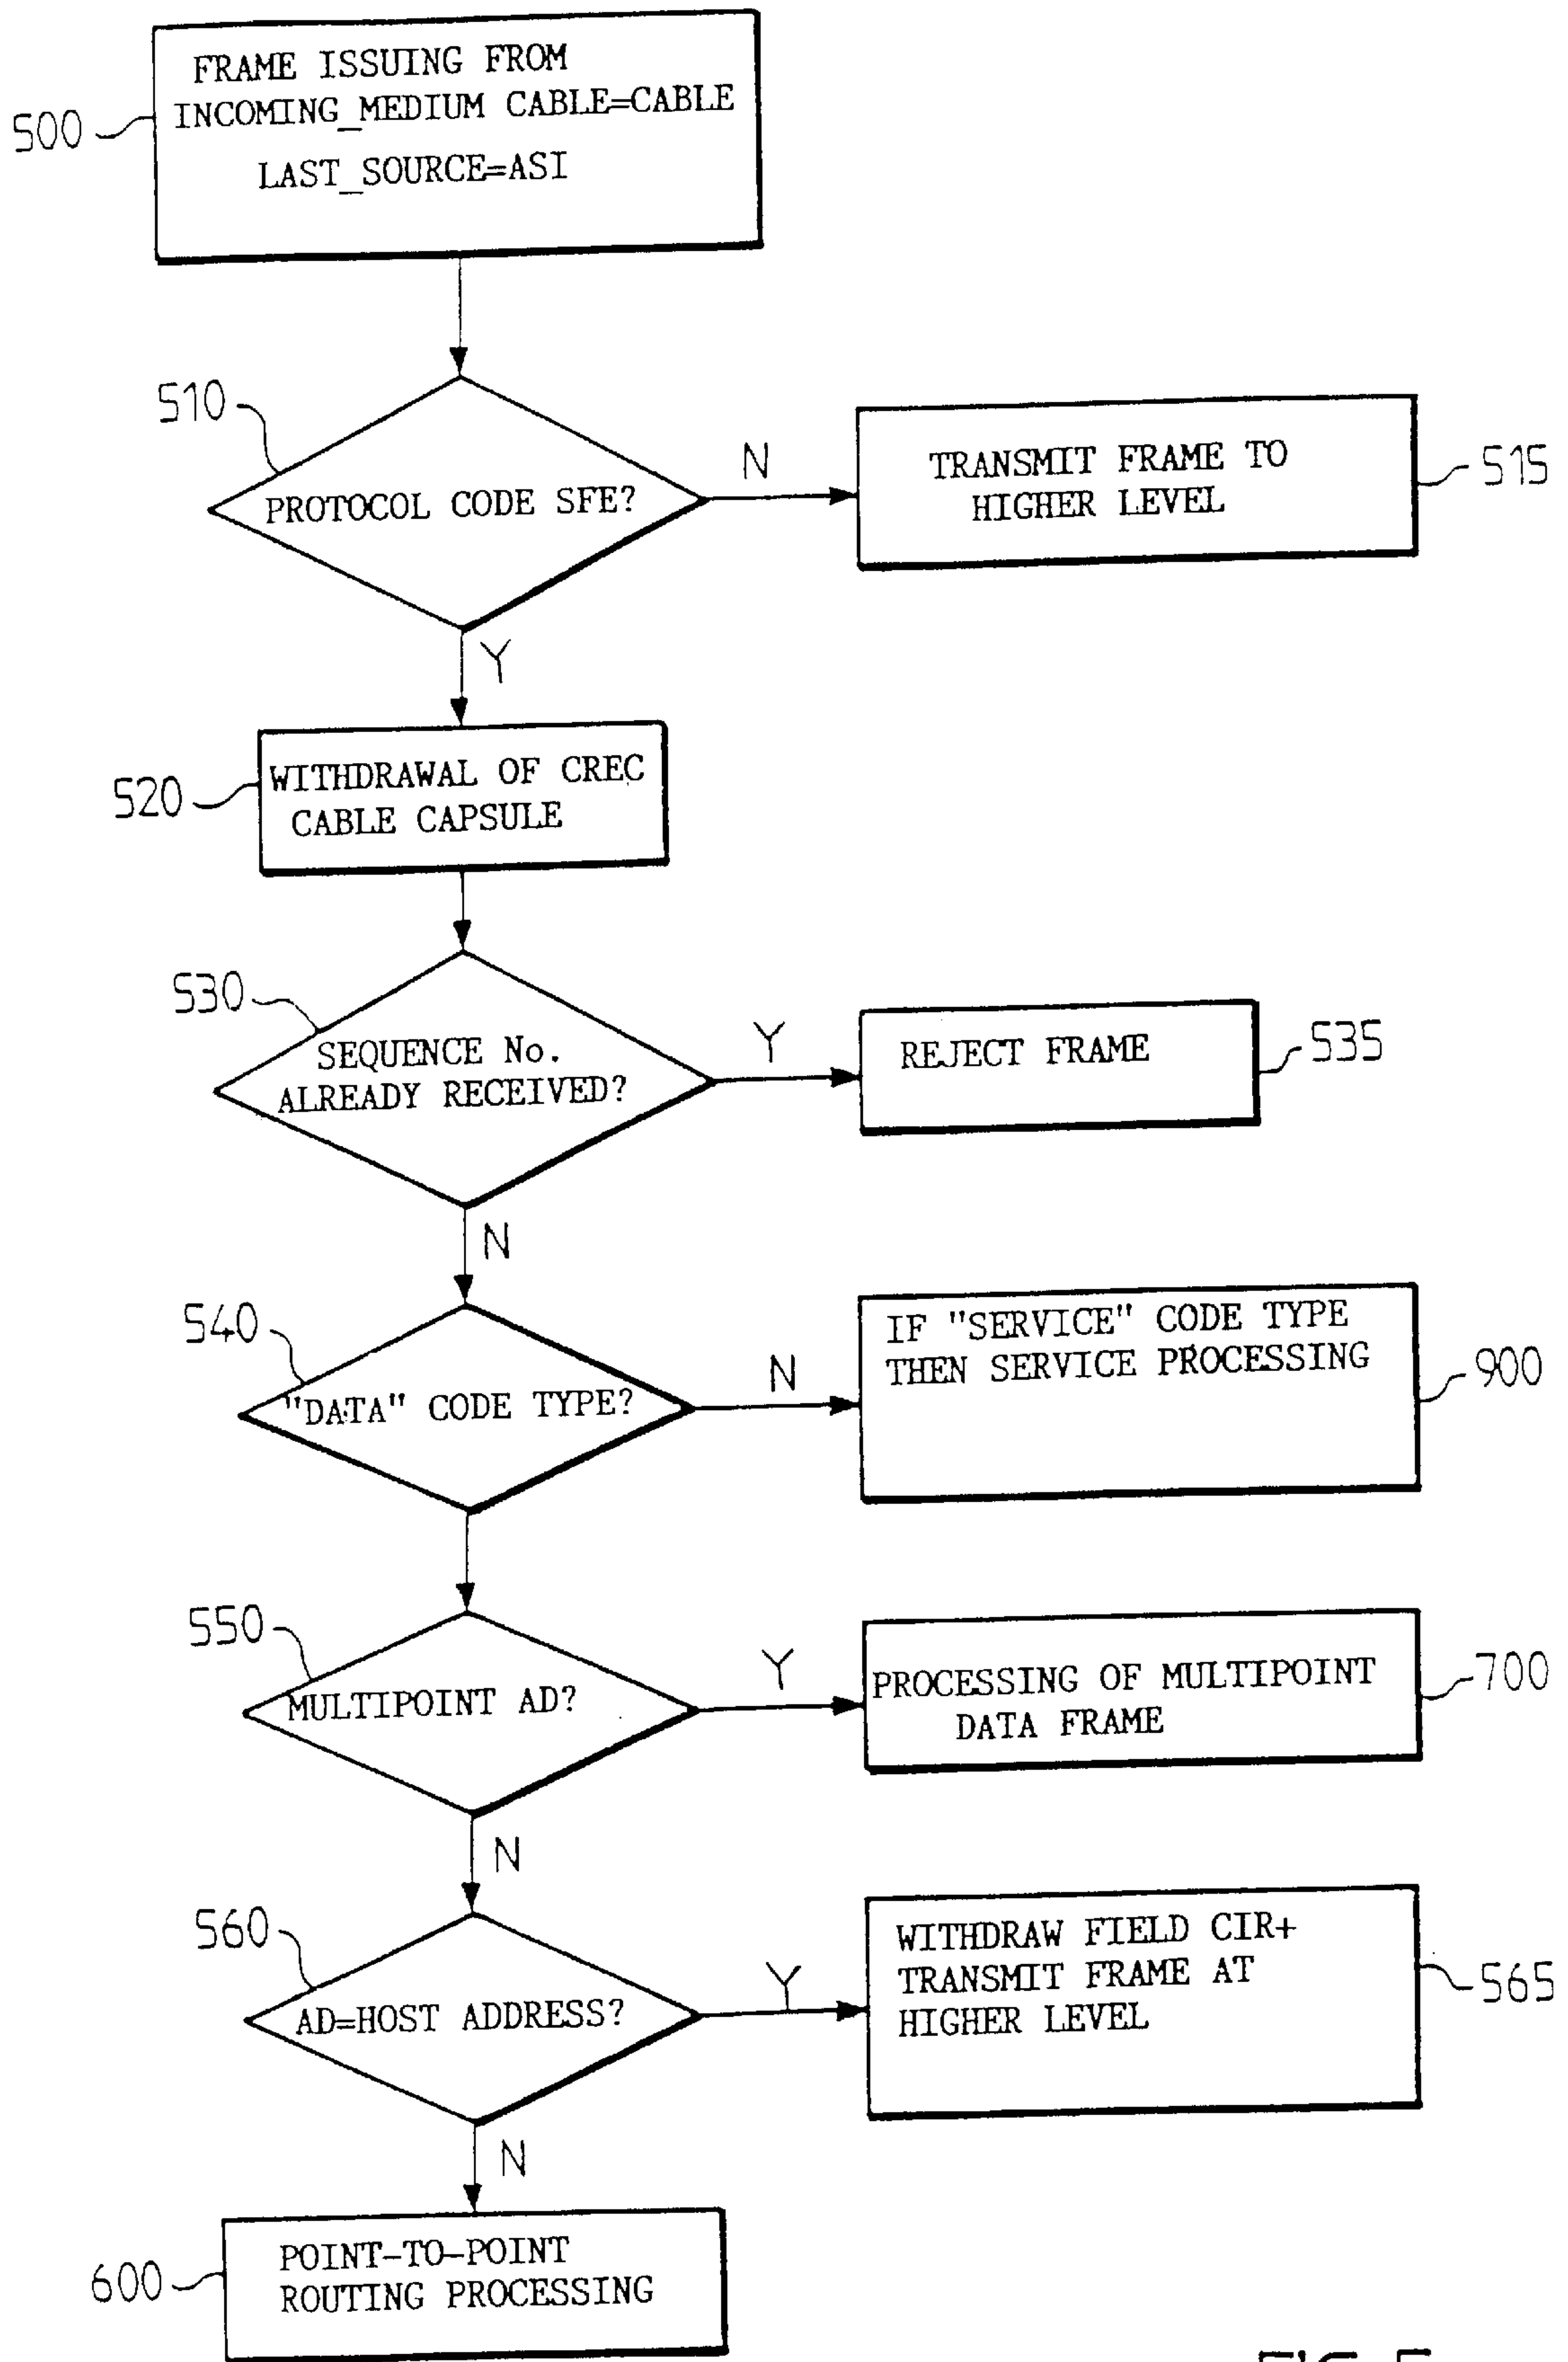 FRAME ISSUING FROM
INCOMING_MEDIUM CABLE=CABLE
LAST_SOURCE=ASI
500
510
PROTOCOL CODE SFE?
N
TRANSMIT FRAME TO
HIGHER LEVEL
515
Y
520
WITHDRAWAL OF CREC
CABLE CAPSULE
530
SEQUENCE No.
ALREADY RECEIVED?
Y
REJECT FRAME
535
N
540
"DATA" CODE TYPE?
N
IF "SERVICE" CODE TYPE
THEN SERVICE PROCESSING
900
550
MULTIPOINT AD?
Y
PROCESSING OF MULTIPOINT
DATA FRAME
700
N
560
AD=HOST ADDRESS?
Y
WITHDRAW FIELD CIR+
TRANSMIT FRAME AT
HIGHER LEVEL
565
N
600
POINT-TO-POINT
ROUTING PROCESSING